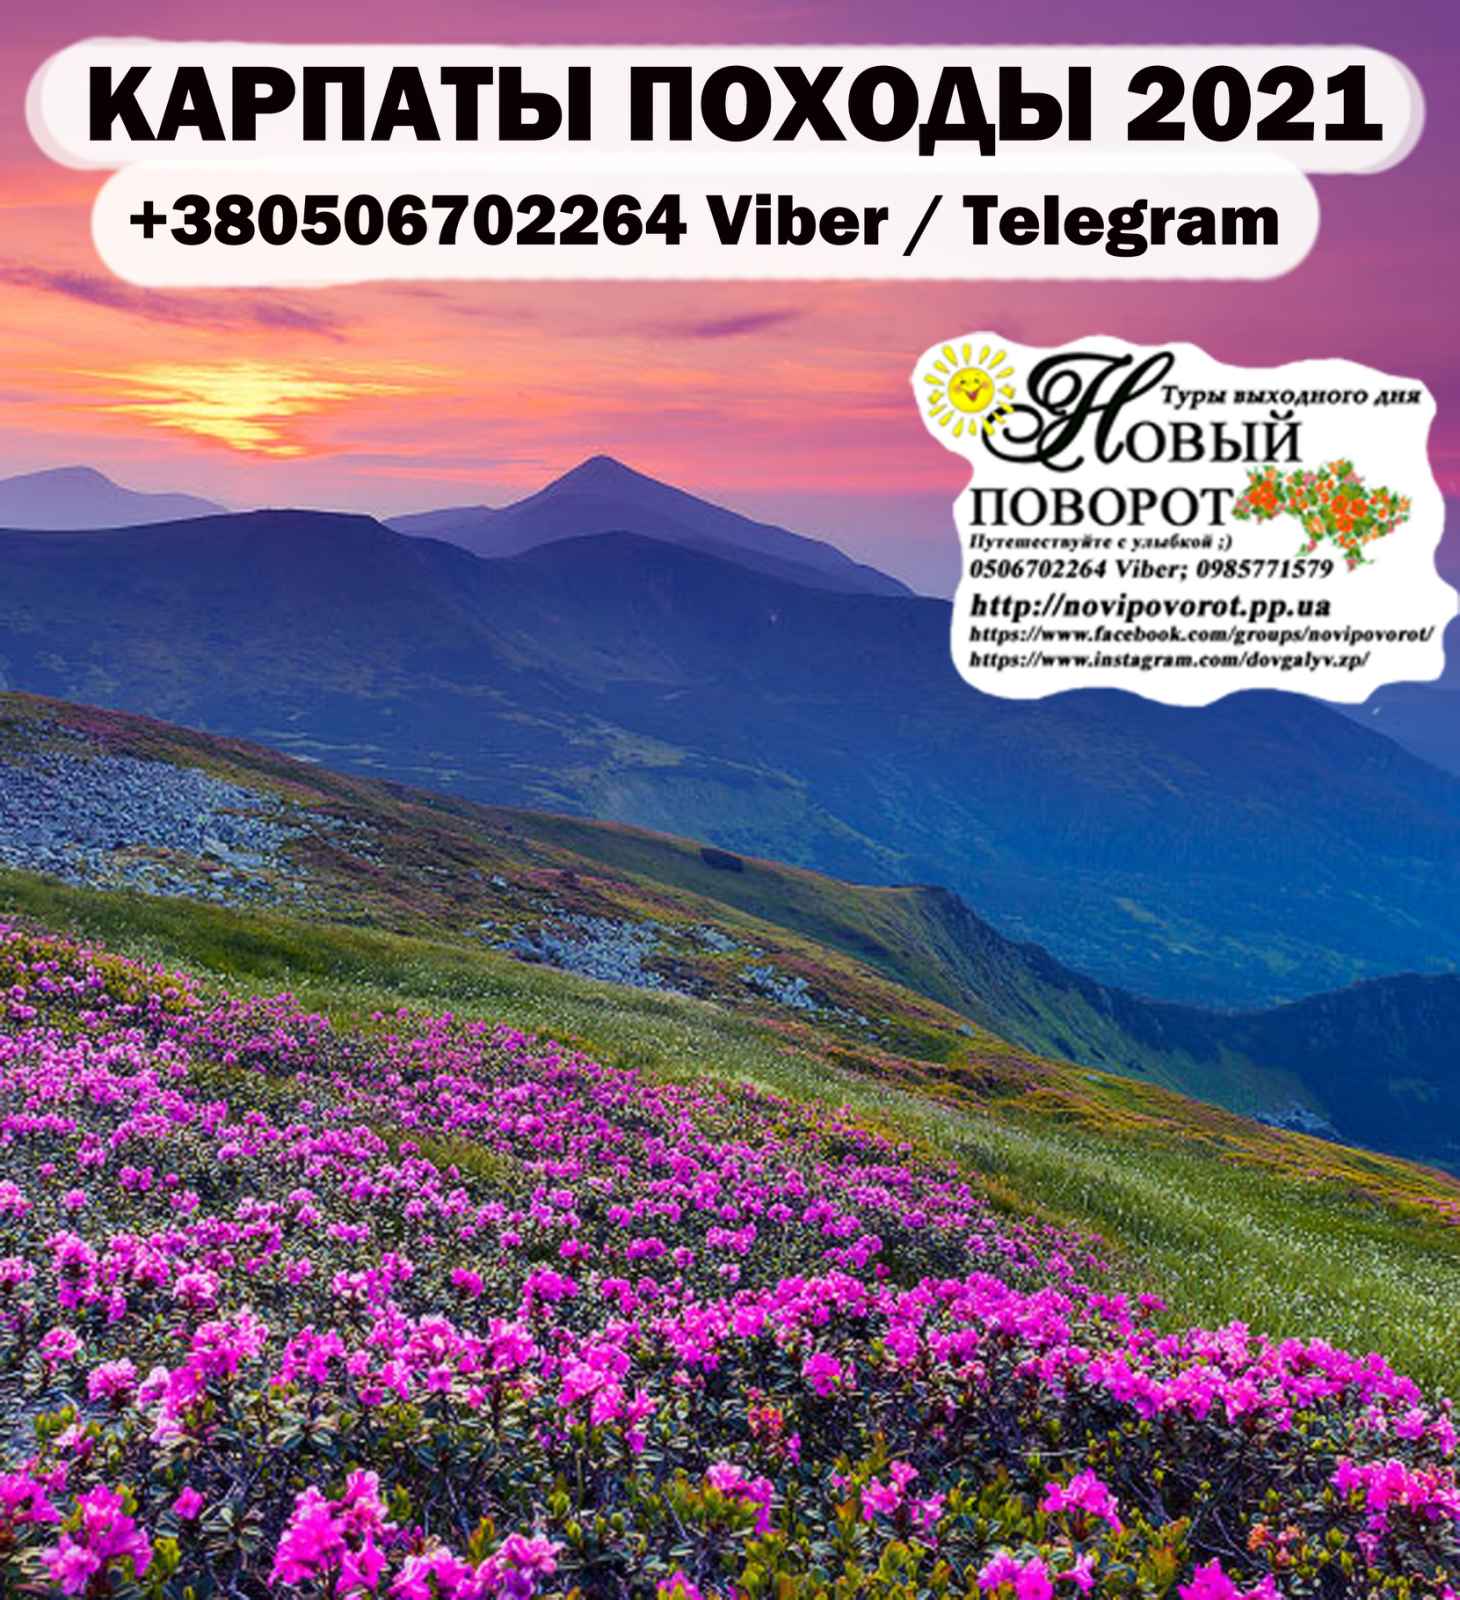 КАРПАТЫ ПОХОДЫ 2021
+380506702264 Viber / Telegram
Туры выходного дня
Новый
поворот
Путешествуйте с улыбкой ;)
0506702264 Viber; 0985771579
http://novipovorot.pp.ua
https://www.facebook.com/groups/novipovorot/
https://www.instagram.com/dovgalyv.zp/